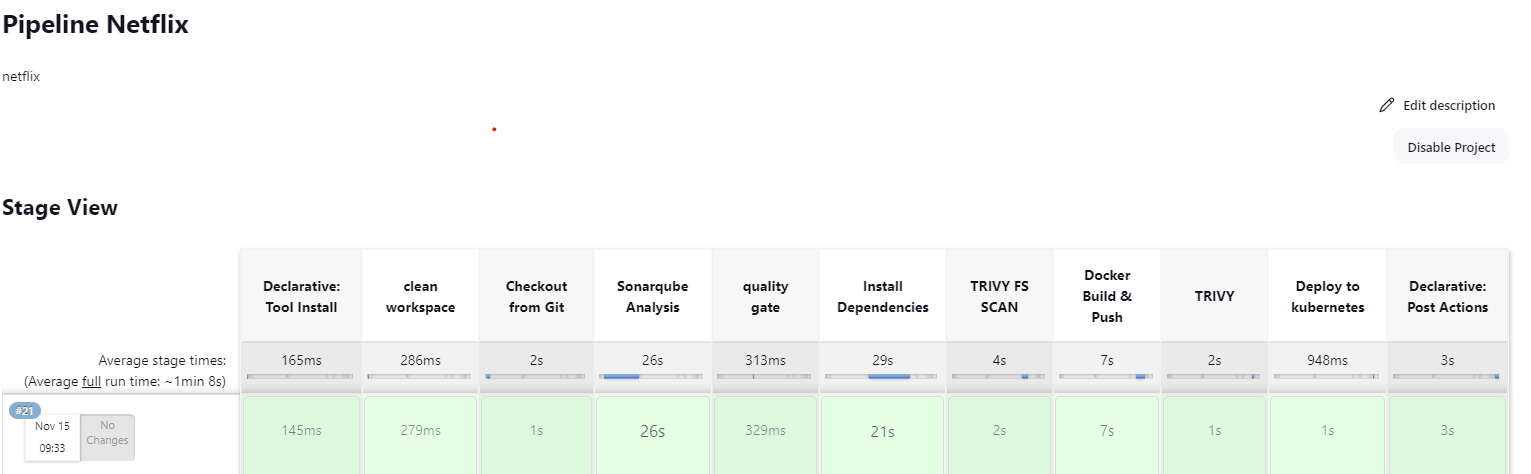 Pipeline Netflix
netflix
Edit description
Disable Project
Stage View
Declarative: Tool Install
clean workspace
Checkout from Git
Sonarqube Analysis
quality gate
Install Dependencies
TRIVY FS SCAN
Docker Build & Push
TRIVY
Deploy to kubernetes
Declarative: Post Actions
Average stage times:
(Average full run time: ~1min 8s)
165ms 286ms 2s 26s 313ms 29s 4s 7s 2s 948ms 3s
#21
Nov 15
09:33
No
Changes
145ms 279ms 1s 26s 329ms 21s 2s 7s 1s 1s 3s